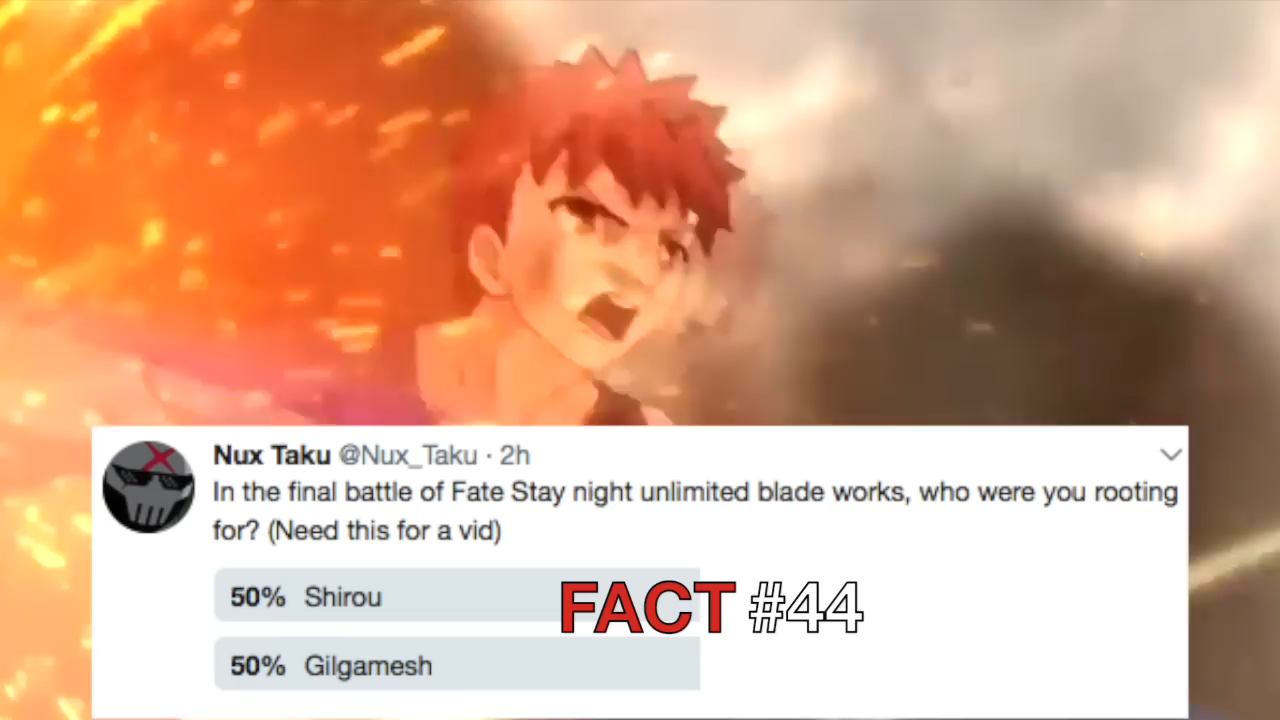 Nux Taku @Nux_Taku · 2h
In the final battle of Fate Stay night unlimited blade works, who were you rooting
for? (Need this for a vid)
50% Shirou
FACT #44
50% Gilgamesh